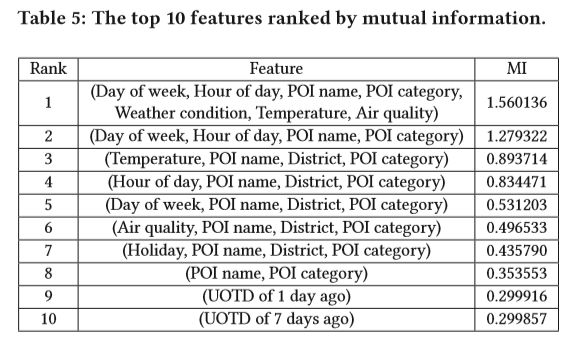 Table 5: The top 10 features ranked by mutual information.
Rank Feature MI
1 (Day of week, Hour of day, POI name, POI category, Weather condition, Temperature, Air quality) 1.560136
2 (Day of week, Hour of day, POI name, POI category) 1.279322
3 (Temperature, POI name, District, POI category) 0.893714
4 (Hour of day, POI name, District, POI category) 0.834471
5 (Day of week, POI name, District, POI category) 0.531203
6 (Air quality, POI name, District, POI category) 0.496533
7 (Holiday, POI name, District, POI category) 0.435790
8 (POI name, POI category) 0.353553
9 (UOTD of 1 day ago) 0.299916
10 (UOTD of 7 days ago) 0.299857